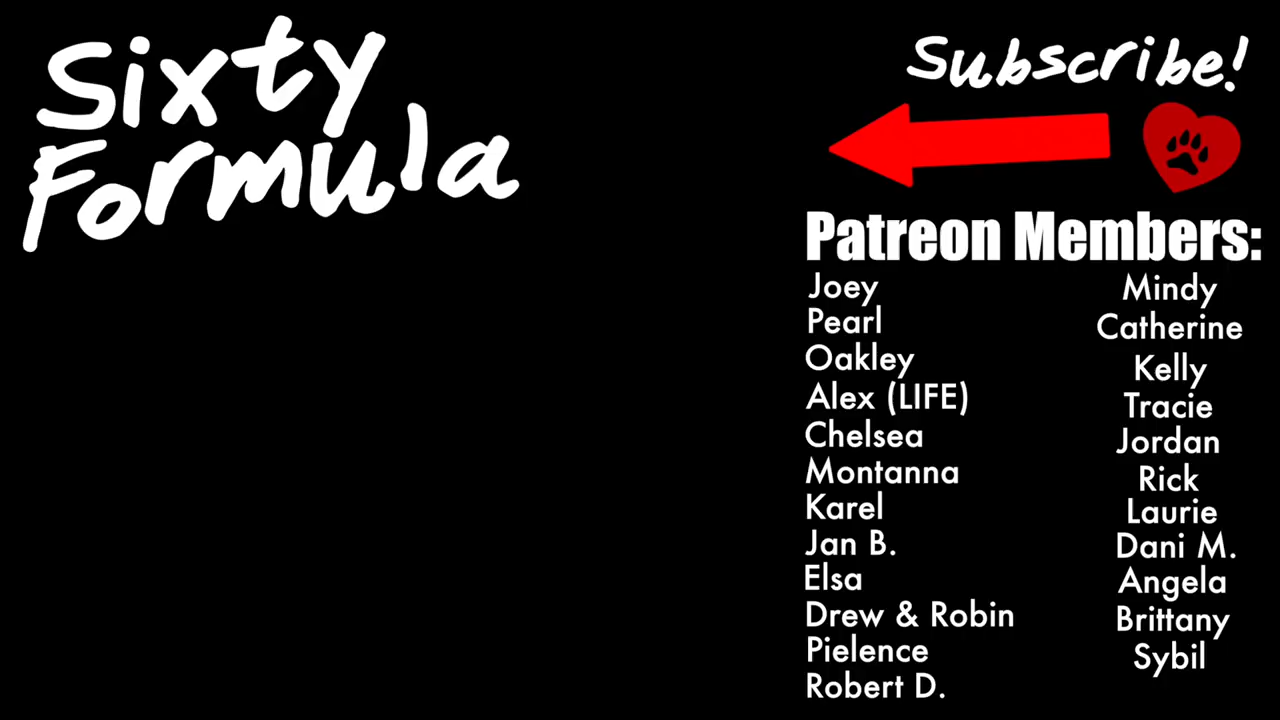 Sixty
Formula
Subscribe!
Patreon Members:
Joey
Pearl
Oakley
Alex (LIFE)
Chelsea
Montanna
Karel
Jan B.
Elsa
Drew & Robin
Pielence
Robert D.
Mindy
Catherine
Kelly
Tracie
Jordan
Rick
Laurie
Dani M.
Angela
Brittany
Sybil